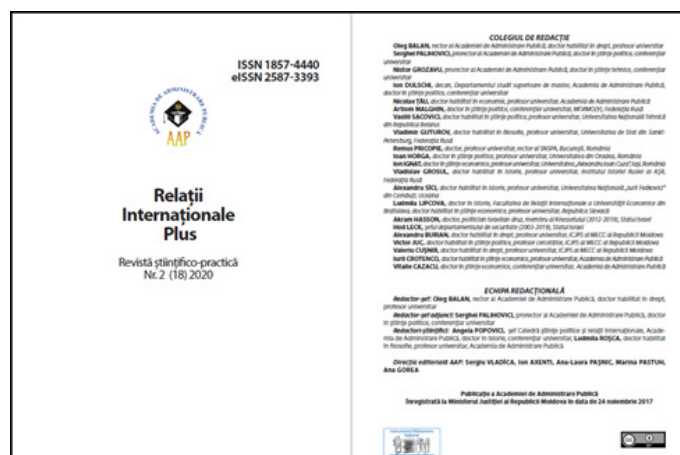 ISSN 1857-4440
eISSN 2587-3393
ACADEMIA DE ADMINISTRARE PUBLICĂ
AAP
Relații
Internaționale
Plus
Revistă științifico-practică
Nr. 2 (18) 2020
COLEGIUL DE REDACȚIE
Oleg BALAN, rector al Academiei de Administrare Publică, doctor habilitat în drept, profesor universitar
Serghei PALIHOVICI, prorector al Academiei de Administrare Publică, doctor în științe politice, conferențiar
universitar
Nistor GROZAVU, prorector al Academiei de Administrare Publică, doctor în științe tehnice, conferențiar
universitar
Ion DULSCHI, decan, Departamentul studii superioare de master, Academia de Administrare Publică,
doctor în științe politice, conferențiar universitar
Nicolae ȚÂU, doctor habilitat în economie, profesor universitar, Academia de Administrare Publică
Artiom MALGHIN, doctor în științe politice, conferențiar universitar, MGIMO(U), Federația Rusă
Vasilii SACOVICI, doctor habilitat în științe politice, profesor universitar, Universitatea Națională Tehnică
din Republica Belarus
Vladimir GUTUROV, doctor habilitat în filosofie, profesor universitar, Universitatea de Stat din Sankt-
Petersburg, Federația Rusă
Remus PRICOPIE, doctor, profesor universitar, rector al SNSPA, București, România
Ioan HORGA, doctor în științe politice, profesor universitar, Universitatea din Oradea, România
Ion IGNAT, doctor în științe economice, profesor universitar, Universitatea „Alexandru Ioan Cuza”, Iași, România
Vladislav GROSUL, doctor habilitat în istorie, profesor universitar, Institutul Istoriei Rusiei al AȘR,
Federația Rusă
Alexandru SÎCI, doctor habilitat în istorie, profesor universitar, Universitatea Națională „Iurii Fedkovici”
din Cernăuți, Ucraina
Ludmila LIPCOVA, doctor în istorie, Facultatea de Relații Internaționale a Universității Economice din
Bratislava, doctor habilitat în științe economice, profesor universitar, Republica Slovacă
Akram HASSON, doctor, politician israelian druz, membru al Knessetului (2012-2019), Statul Israel
Hod LECK, șeful departamentului de securitate (2003-2019), Statul Israel
Alexandru BURIAN, doctor habilitat în drept, profesor universitar, ICJPS al MECC al Republicii Moldova
Victor JUC, doctor habilitat în științe politice, profesor cercetător, ICJPS al MECC al Republicii Moldova
Valeriu CUȘNIR, doctor habilitat în drept, profesor universitar, ICJPS al MECC al Republicii Moldova
Iurii CROTENCO, doctor habilitat în științe economice, profesor universitar, Academia de Administrare Publică
Vitalie CAZACU, doctor în științe economice, conferențiar universitar, Academia de Administrare Publică
ECHIPA REDACȚIONALĂ
Redactor-șef: Oleg BALAN, rector al Academiei de Administrare Publică, doctor habilitat în drept,
profesor universitar
Redactor-șef adjunct: Serghei PALIHOVICI, prorector al Academiei de Administrare Publică, doctor
în științe politice, conferențiar universitar
Redactori-științifici: Angela POPOVICI, șef Catedră științe politice și relații internaționale, Acade-
mia de Administrare Publică, doctor în istorie, conferențiar universitar; Ludmila ROȘCA, doctor habilitat
în filosofie, profesor universitar, Academia de Administrare Publică
Direcția editorială AAP: Sergiu VLĂDICA, Ion AXENTI, Ana-Laura PAȘNIC, Marina PASTUH,
Ana GOREA
Publicație a Academiei de Administrare Publică
Înregistrată la Ministerul Justiției al Republicii Moldova în data de 24 noiembrie 2017
cc
BY